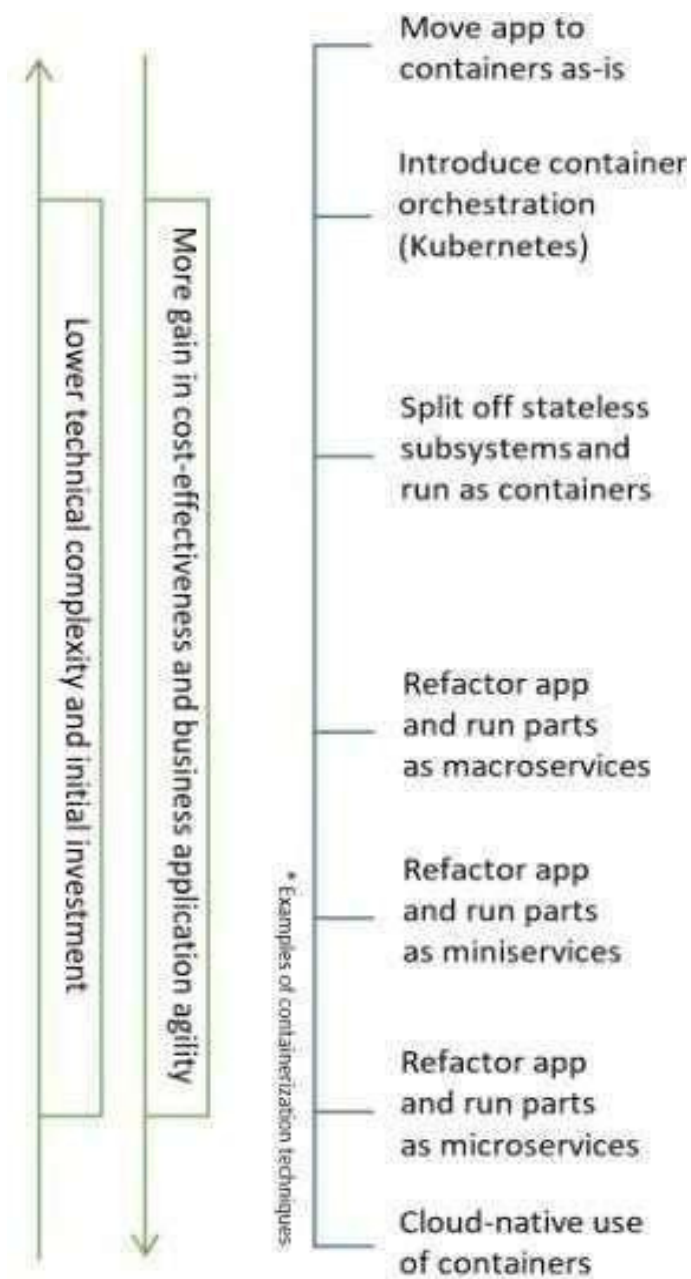 Move app to
containers as-is
Introduce container
orchestration
(Kubernetes)
Split off stateless
subsystems and
run as containers
Refactor app
and run parts
as macroservices
Refactor app
and run parts
as miniservices
Refactor app
and run parts
as microservices
Cloud-native use
of containers
Lower technical complexity and initial investment
More gain in cost-effectiveness and business application agility
* Examples of containerization techniques.